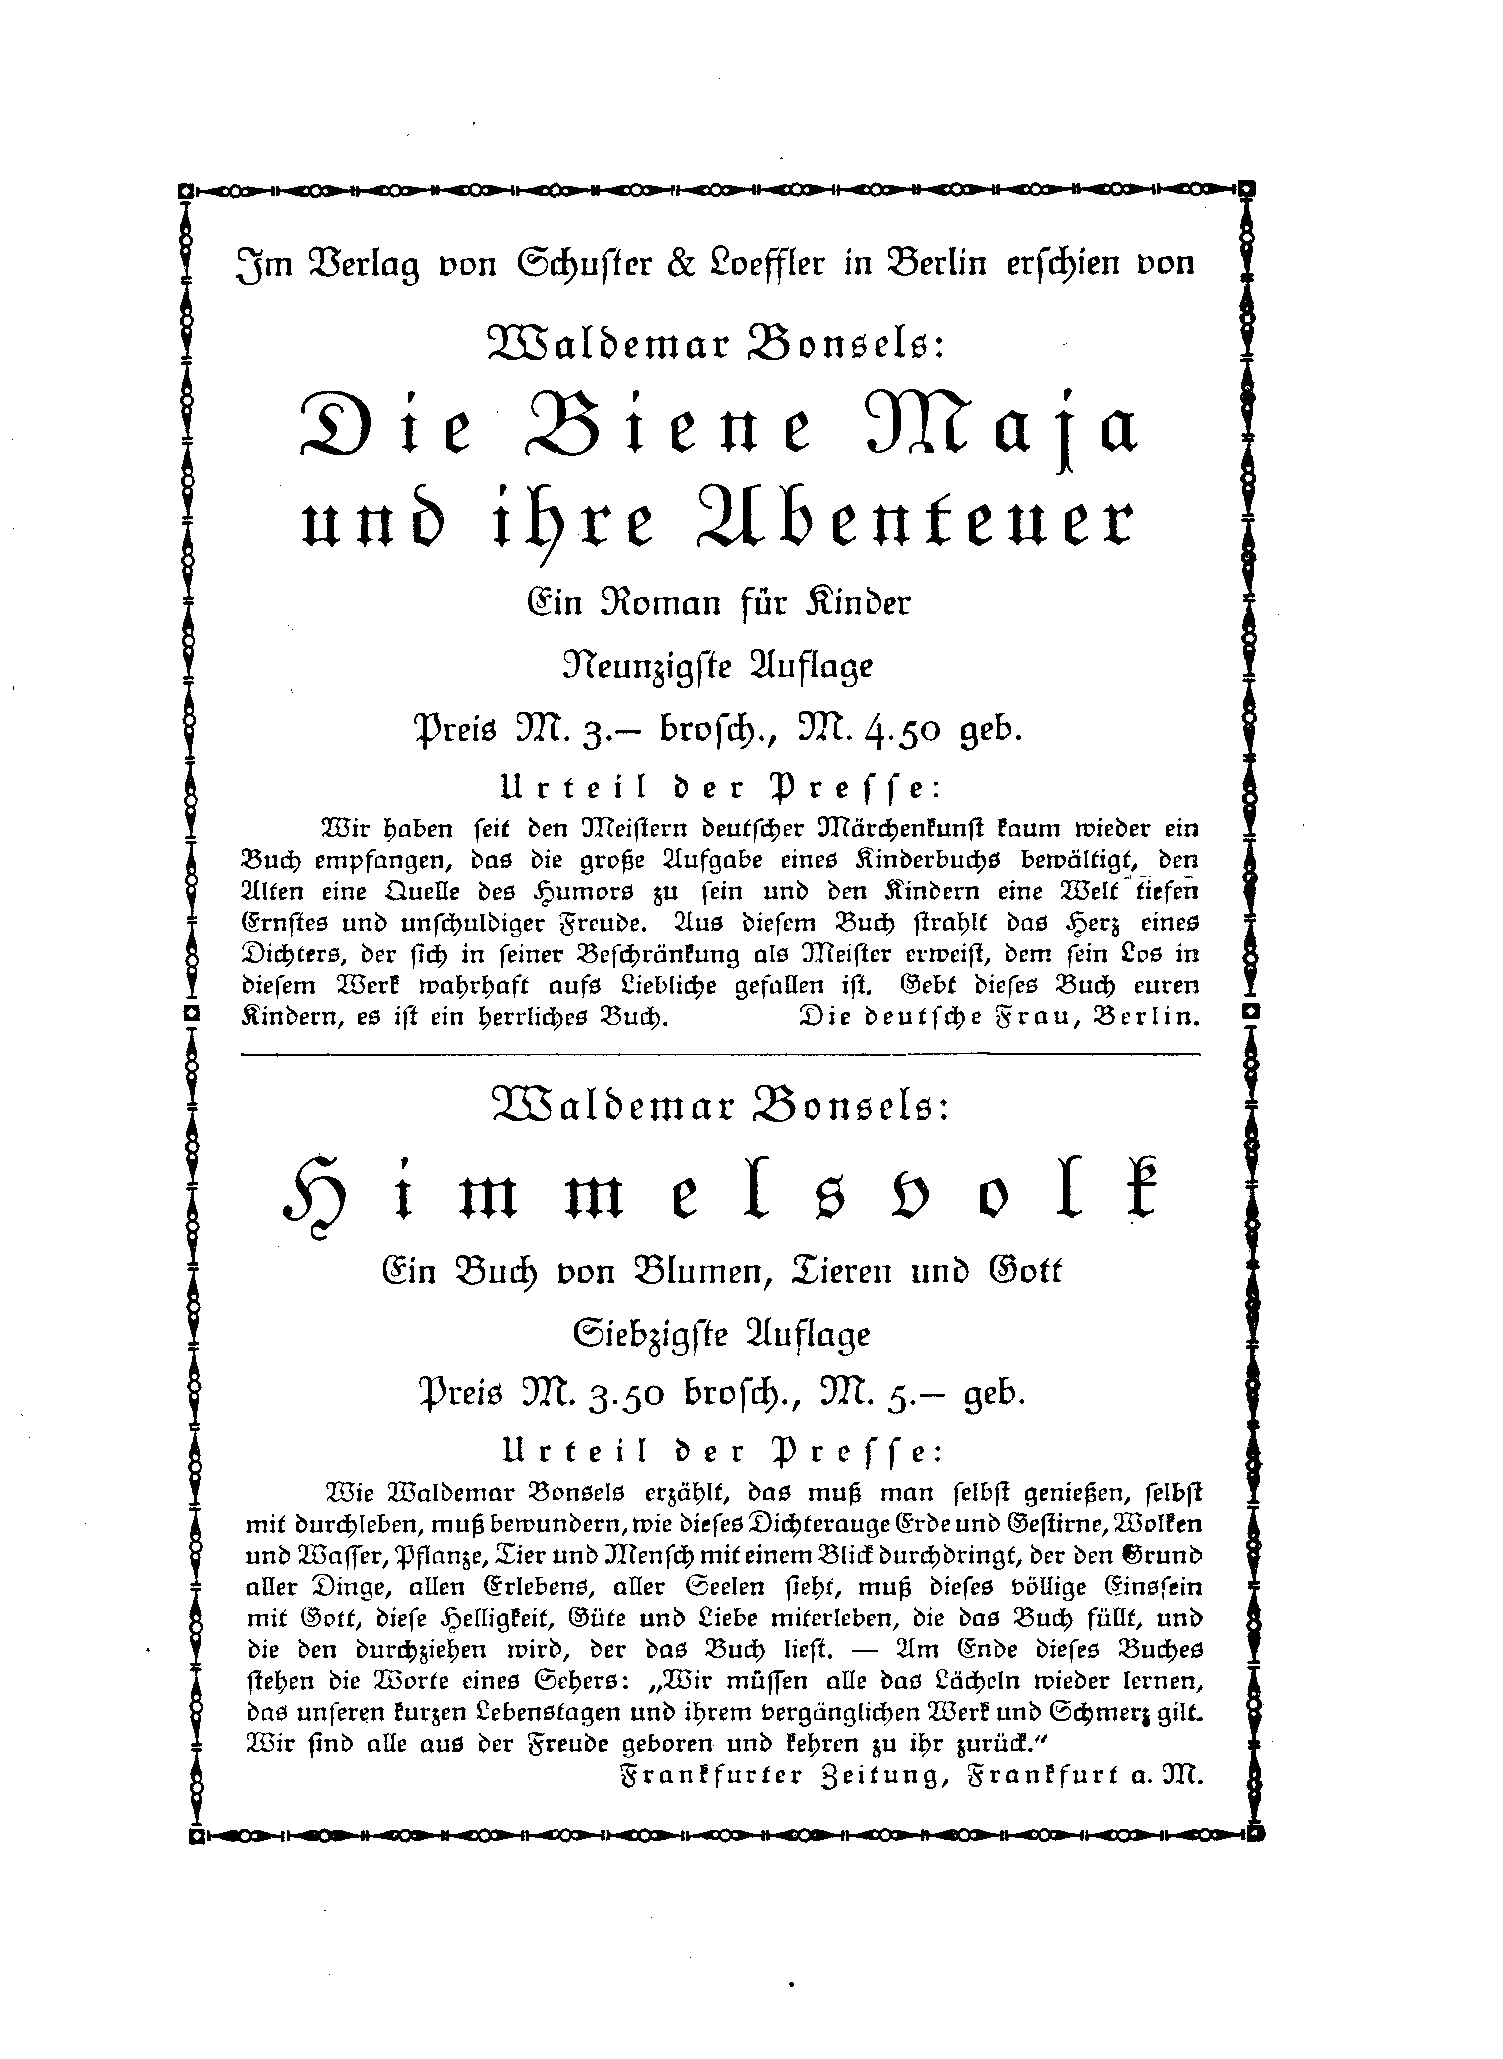 Im Verlag von Schuſter & Loeffler in Berlin erſchien von
Waldemar Bonsels:
Die Biene Maja
und ihre Abenteuer
Ein Roman für Kinder
Neunzigſte Auflage
Preis M. 3.— broſch., M. 4.50 geb.
Urteil der Preſſe:
Wir haben ſeit den Meiſtern deutſcher Märchenkunſt kaum wieder ein
Buch empfangen, das die große Aufgabe eines Kinderbuchs bewältigt, den
Alten eine Quelle des Humors zu ſein und den Kindern eine Welt tiefen
Ernſtes und unſchuldiger Freude. Aus dieſem Buch ſtrahlt das Herz eines
Dichters, der ſich in ſeiner Beſchränkung als Meiſter erweiſt, dem ſein Los in
dieſem Werk wahrhaft aufs Liebliche gefallen iſt. Gebt dieſes Buch euren
Kindern, es iſt ein herrliches Buch. Die deutſche Frau, Berlin.
Waldemar Bonsels:
Himmelsvolk
Ein Buch von Blumen, Tieren und Gott
Siebzigſte Auflage
Preis M. 3.50 broſch., M. 5.— geb.
Urteil der Preſſe:
Wie Waldemar Bonsels erzählt, das muß man ſelbſt genießen, ſelbſt
mit durchleben, muß bewundern, wie dieſes Dichterauge Erde und Geſtirne, Wolken
und Waſſer, Pflanze, Tier und Menſch mit einem Blick durchdringt, der den Grund
aller Dinge, allen Erlebens, aller Seelen ſieht, muß dieſes völlige Einsſein
mit Gott, dieſe Helligkeit, Güte und Liebe miterleben, die das Buch füllt, und
die den durchziehen wird, der das Buch lieſt. — Am Ende dieſes Buches
ſtehen die Worte eines Sehers: „Wir müſſen alle das Lächeln wieder lernen,
das unſeren kurzen Lebenstagen und ihrem vergänglichen Werk und Schmerz gilt.
Wir ſind alle aus der Freude geboren und kehren zu ihr zurück.“
Frankfurter Zeitung, Frankfurt a. M.